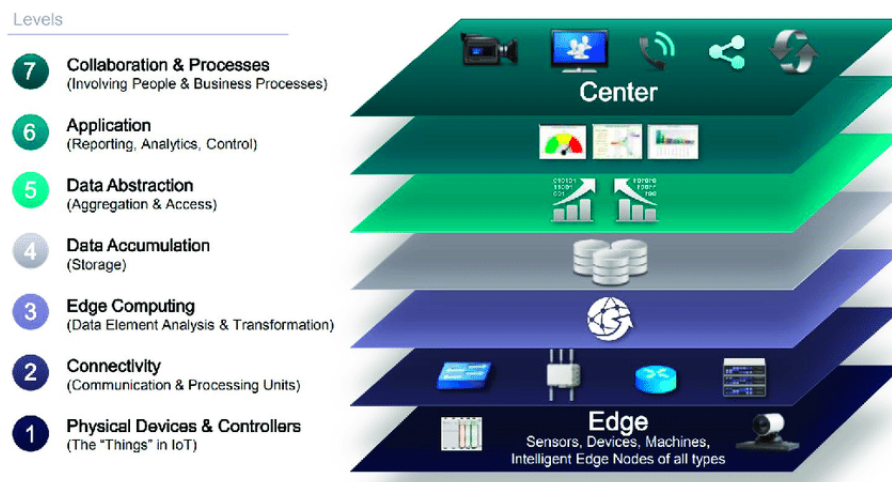 Levels
7
Collaboration & Processes
(Involving People & Business Processes)
6
Application
(Reporting, Analytics, Control)
5
Data Abstraction
(Aggregation & Access)
4
Data Accumulation
(Storage)
3
Edge Computing
(Data Element Analysis & Transformation)
2
Connectivity
(Communication & Processing Units)
1
Physical Devices & Controllers
(The "Things" in IoT)
Center
Edge
Sensors, Devices, Machines,
Intelligent Edge Nodes of all types